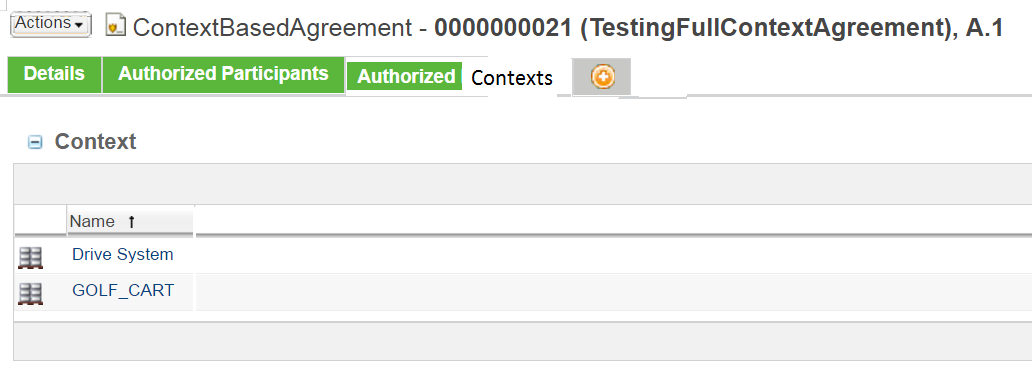 Actions ContextBasedAgreement - 0000000021 (TestingFullContextAgreement), A.1
Details Authorized Participants Authorized Contexts
Context
Name ↑
Drive System
GOLF_CART